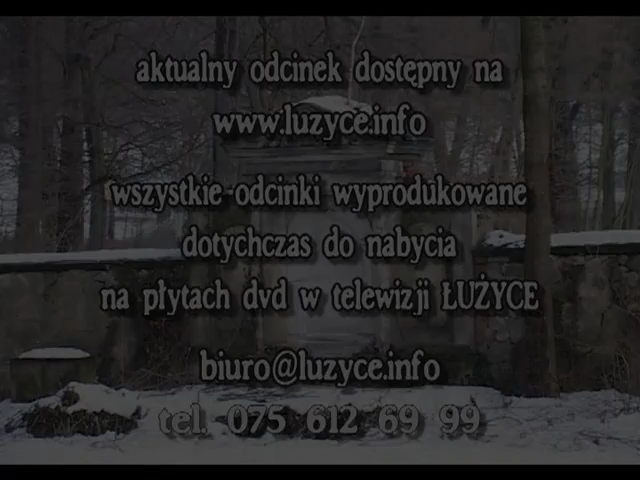 aktualny odcinek dostępny na
www.luzyce.info
wszystkie odcinki wyprodukowane
dotychczas do nabycia
na płytach dvd w telewizji ŁUŻYCE
biuro@luzyce.info
tel. 075 612 69 99